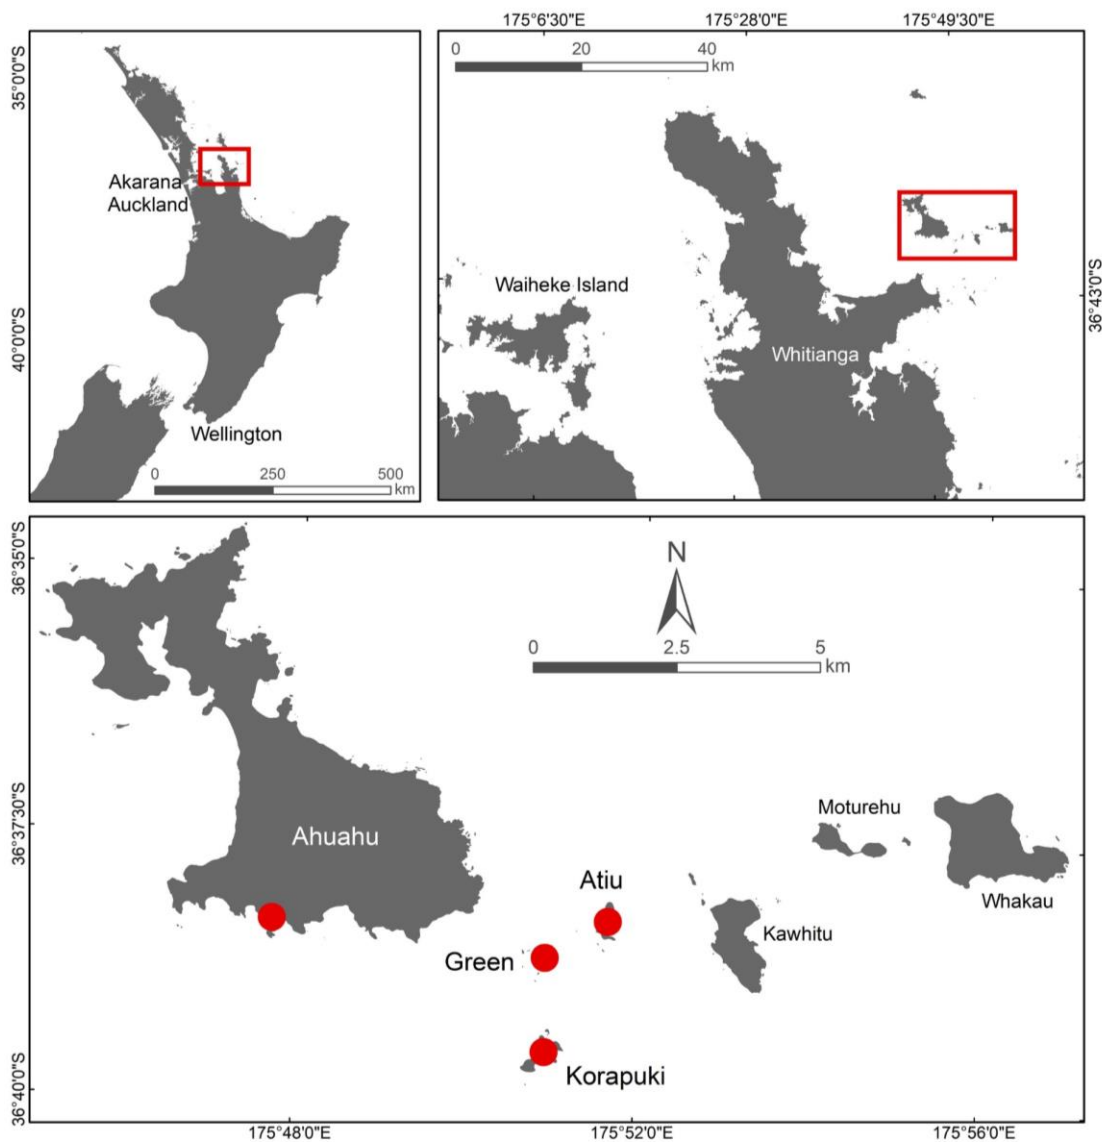 175°6'30"E
175°28'0"E
175°49'30"E
35°0'0"S
40°0'0"S
Akarana
Auckland
Wellington
0
250
500
km
0
20
40
km
Waiheke Island
Whitianga
36°43'0"S
36°35'0"S
36°37'30"S
36°40'0"S
N
0
2.5
5
km
Ahuahu
Moturehu
Whakau
Atiu
Kawhitu
Green
Korapuki
175°48'0"E
175°52'0"E
175°56'0"E